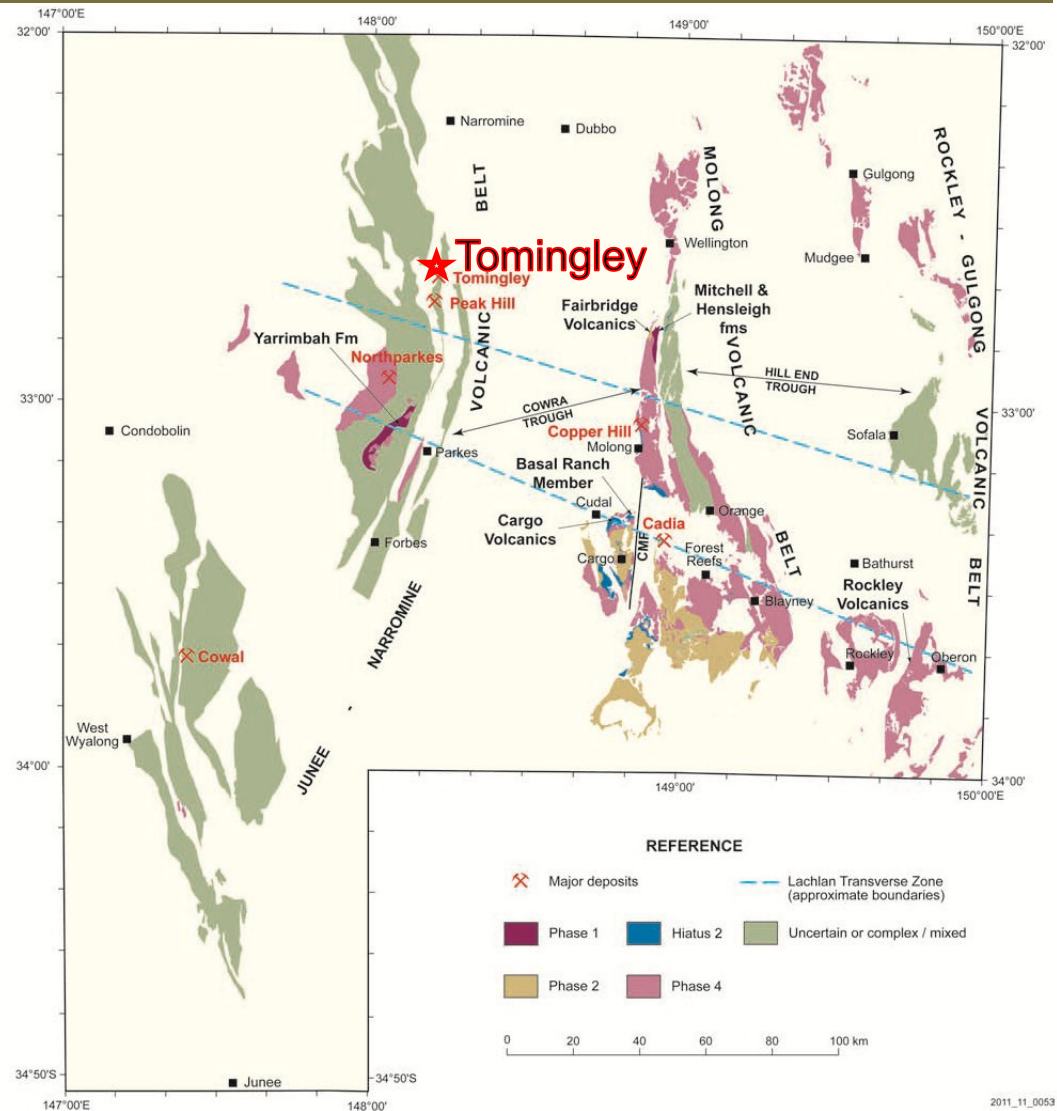 147°00'E
148°00'
149°00'
150°00'E
32°00'
32°00'
Narromine
Dubbo
BELT
MOLONG
ROCKLEY - GULGONG
Gulgong
Wellington
Mudgee
Tomingley
Tomingley
Peak Hill
Fairbridge
Volcanics
Mitchell &
Hensleigh
fms
Yarrimbah Fm
VOLCANIC
VOLCANIC
Northparkes
HILL END
TROUGH
33°00'
33°00'
COWRA
TROUGH
VOLCANIC
Condobolin
Copper Hill
Molong
Sofala
Parkes
Basal Ranch
Member
Cudal
Orange
Cargo
Volcanics
Cadia
CMF
Forbes
Cargo
Forest
Reefs
BELT
Bathurst
BELT
Rockley
Volcanics
Blayney
NARROMINE
Cowal
Rockley
Oberon
-
West
Wyalong
JUNEE
34°00'
34°00'
149°00'
150°00'E
REFERENCE
Major deposits
Lachlan Transverse Zone
(approximate boundaries)
Phase 1
Hiatus 2
Uncertain or complex / mixed
Phase 2
Phase 4
0 20 40 60 80 100 km
34°50'S
34°50'S
Junee
147°00'E
148°00'
2011_11_0053